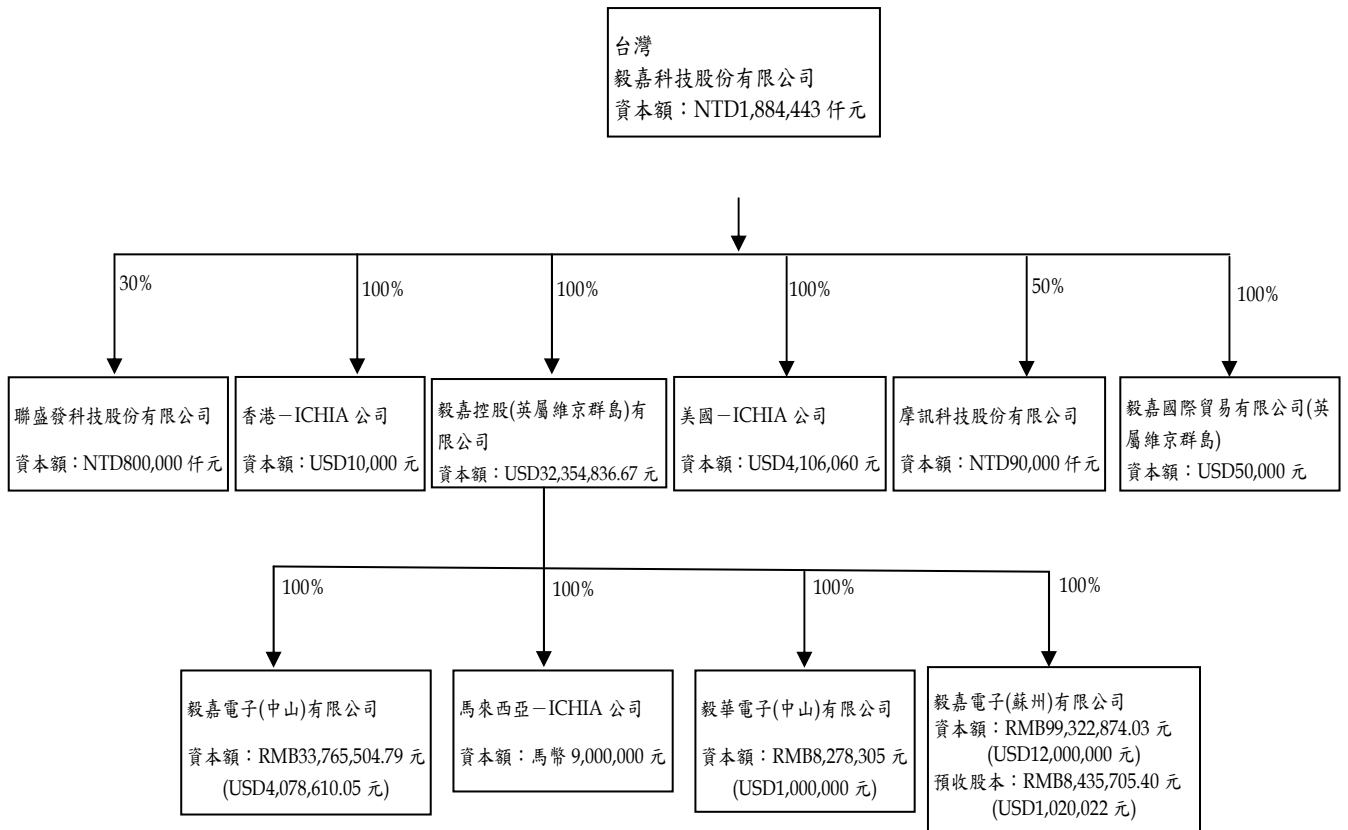 台灣
毅嘉科技股份有限公司
資本額：NTD1,884,443 仟元
30%
100%
100%
100%
50%
100%
聯盛發科技股份有限公司
資本額：NTD800,000 仟元
香港－ICHIA 公司
資本額：USD10,000 元
毅嘉控股(英屬維京群島)有
限公司
資本額：USD32,354,836.67 元
美國－ICHIA 公司
資本額：USD4,106,060 元
摩訊科技股份有限公司
資本額：NTD90,000 仟元
毅嘉國際貿易有限公司(英
屬維京群島)
資本額：USD50,000 元
100%
100%
100%
100%
毅嘉電子(中山)有限公司
資本額：RMB33,765,504.79 元
(USD4,078,610.05 元)
馬來西亞－ICHIA 公司
資本額：馬幣 9,000,000 元
毅華電子(中山)有限公司
資本額：RMB8,278,305 元
(USD1,000,000 元)
毅嘉電子(蘇州)有限公司
資本額：RMB99,322,874.03 元
(USD12,000,000 元)
預收股本：RMB8,435,705.40 元
(USD1,020,022 元)